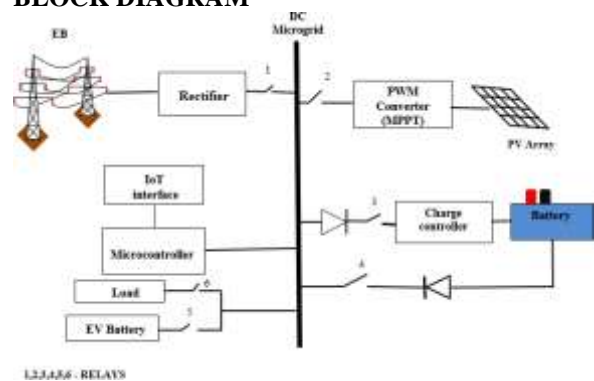 BLOCK DIAGRAM
DC
Microgrid
EB
1
2
Rectifier
PWM
Converter
(MPPT)
PV Array
IoT
interface
3
Charge
controller
Battery
Microcontroller
4
Load
6
5
EV Battery
1,2,3,4,5,6 - RELAYS